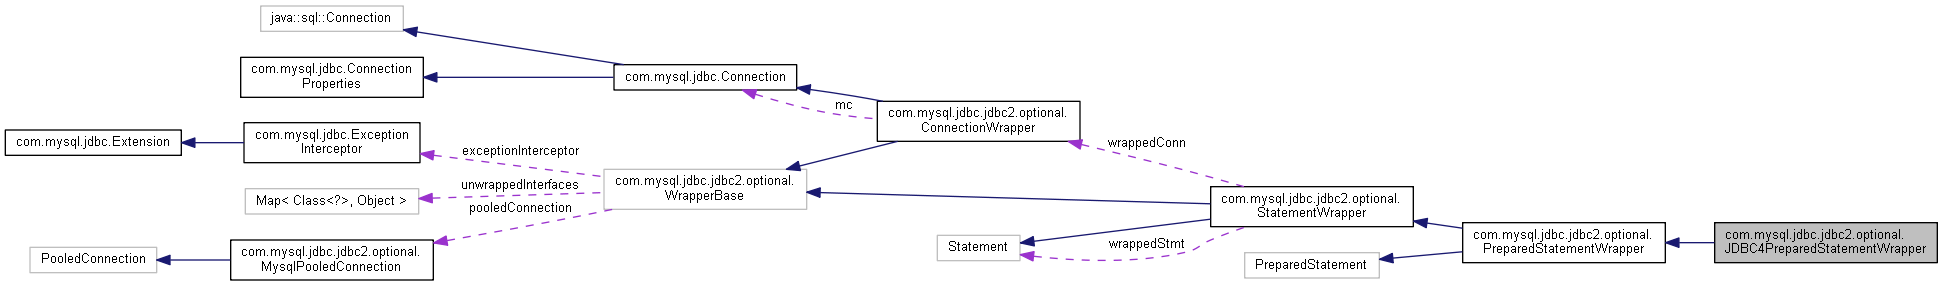 java::sql::Connection
com.mysql.jdbc.Connection
Properties
com.mysql.jdbc.Connection
mc
com.mysql.jdbc.jdbc2.optional.
ConnectionWrapper
com.mysql.jdbc.Extension
com.mysql.jdbc.Exception
Interceptor
exceptionInterceptor
wrappedConn
unwrappedInterfaces
com.mysql.jdbc.jdbc2.optional.
WrapperBase
Map< Class<?>, Object >
pooledConnection
com.mysql.jdbc.jdbc2.optional.
StatementWrapper
PooledConnection
com.mysql.jdbc.jdbc2.optional.
MysqlPooledConnection
Statement
wrappedStmt
PreparedStatement
com.mysql.jdbc.jdbc2.optional.
PreparedStatementWrapper
com.mysql.jdbc.jdbc2.optional.
JDBC4PreparedStatementWrapper